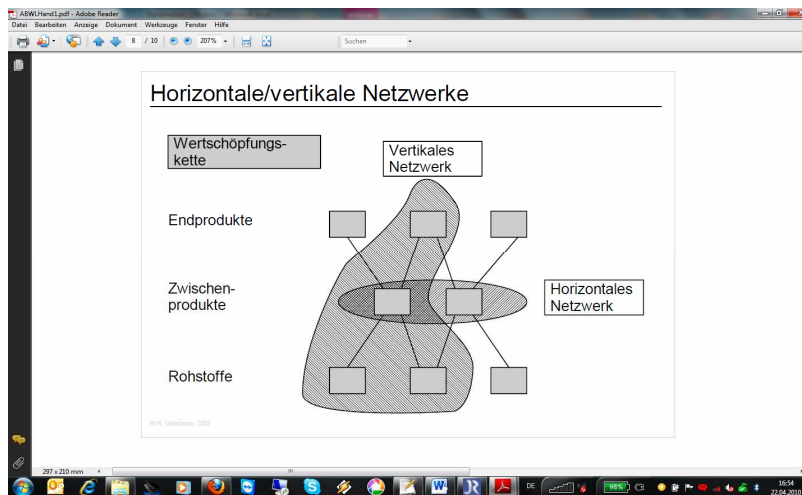 ABWLHand1.pdf - Adobe Reader
Datei Bearbeiten Anzeige Dokument Werkzeuge Fenster Hilfe
8 / 10 207% Suchen
Horizontale/vertikale Netzwerke
Wertschöpfungs-
kette
Vertikales
Netzwerk
Endprodukte
Zwischen-
produkte
Horizontales
Netzwerk
Rohstoffe
297 x 210 mm
DE 98% 16:54
22.04.2010